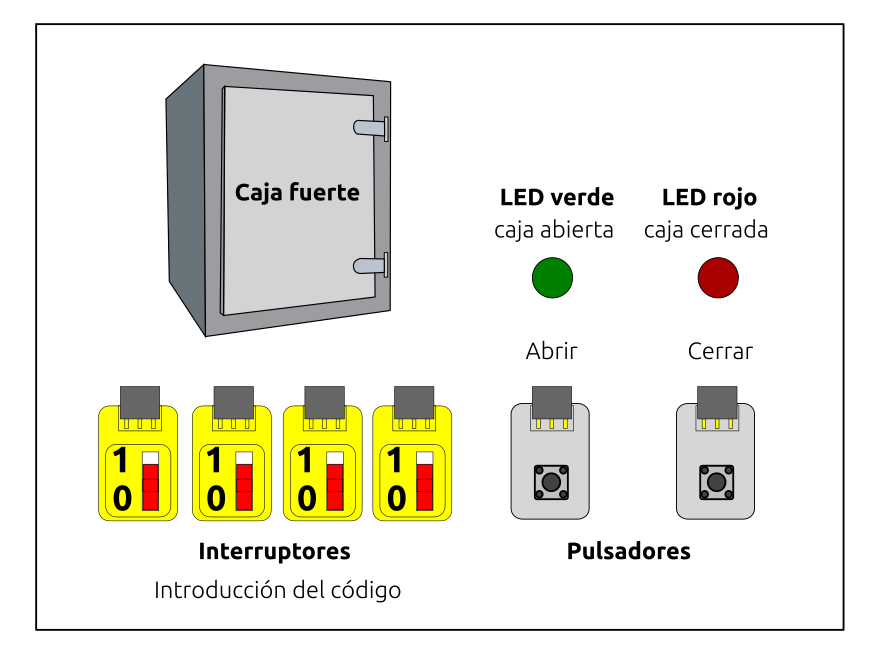 Caja fuerte
LED verde
caja abierta
LED rojo
caja cerrada
Abrir
Cerrar
1 1 1 1
0 0 0 0
Interruptores
Introducción del código
Pulsadores